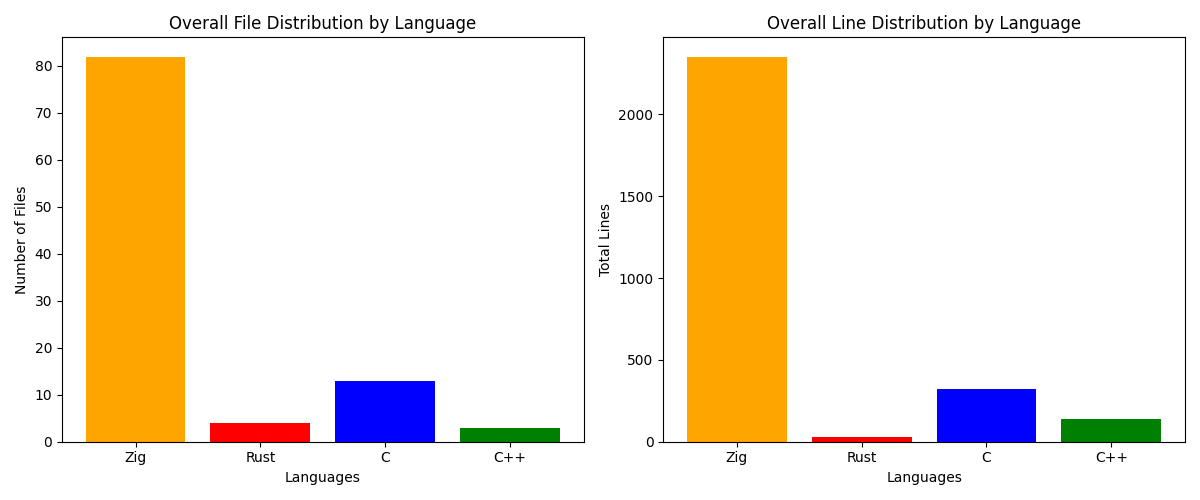 Overall File Distribution by Language
Number of Files
80
70
60
50
40
30
20
10
0
Zig Rust C C++
Languages
Overall Line Distribution by Language
Total Lines
2000
1500
1000
500
0
Zig Rust C C++
Languages